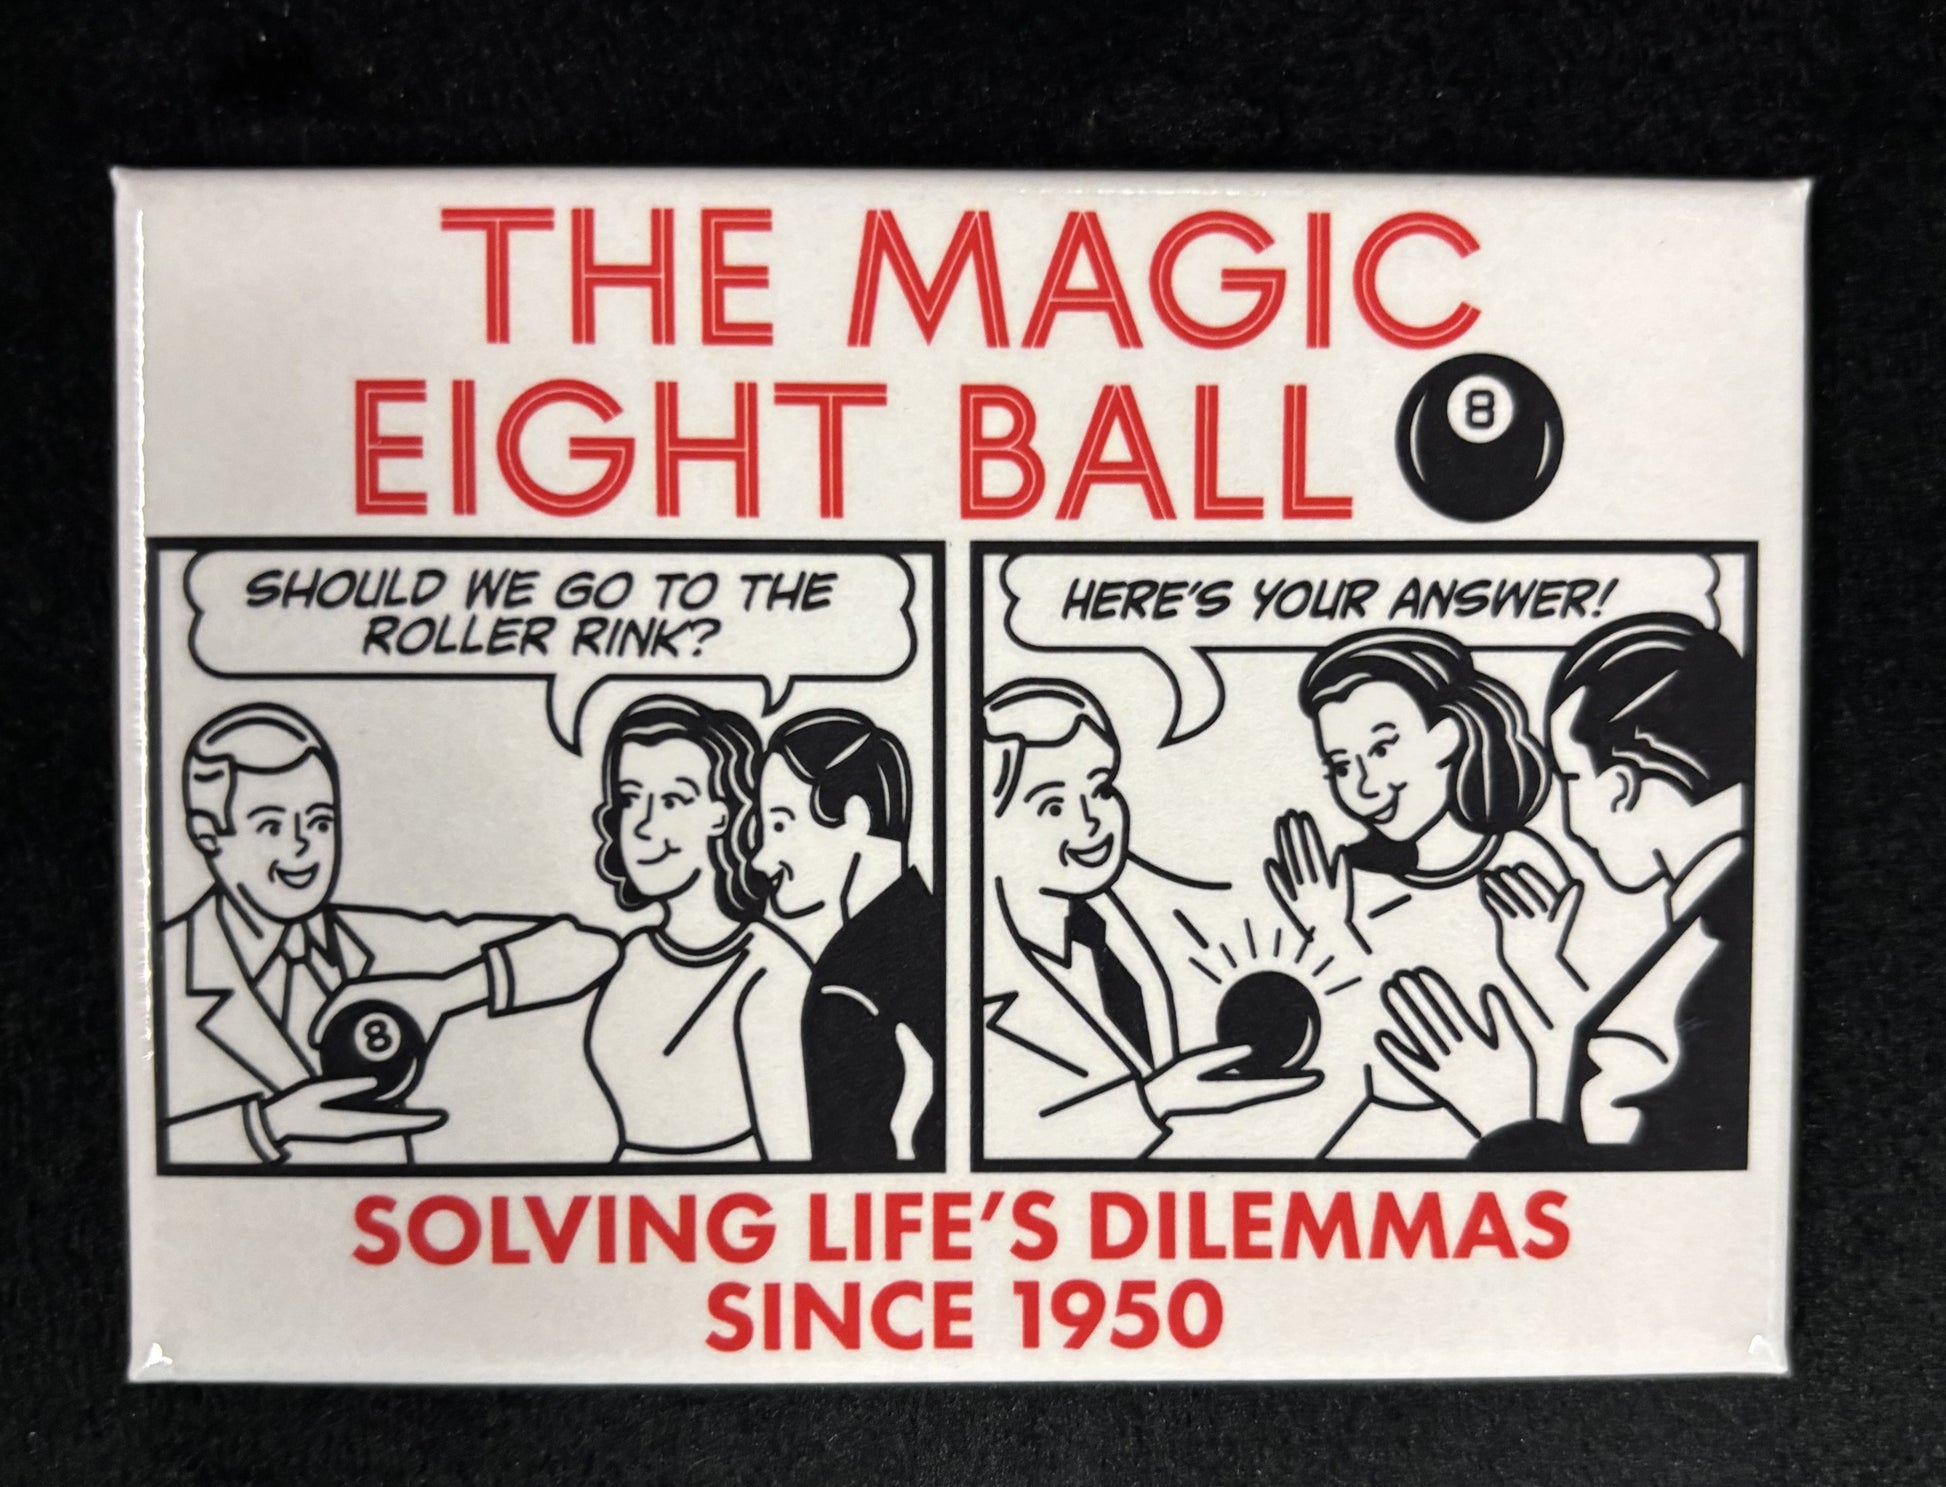 THE MAGIC
EIGHT BALL
8
SHOULD WE GO TO THE
ROLLER RINK?
8
HERE'S YOUR ANSWER!
SOLVING LIFE'S DILEMMAS
SINCE 1950